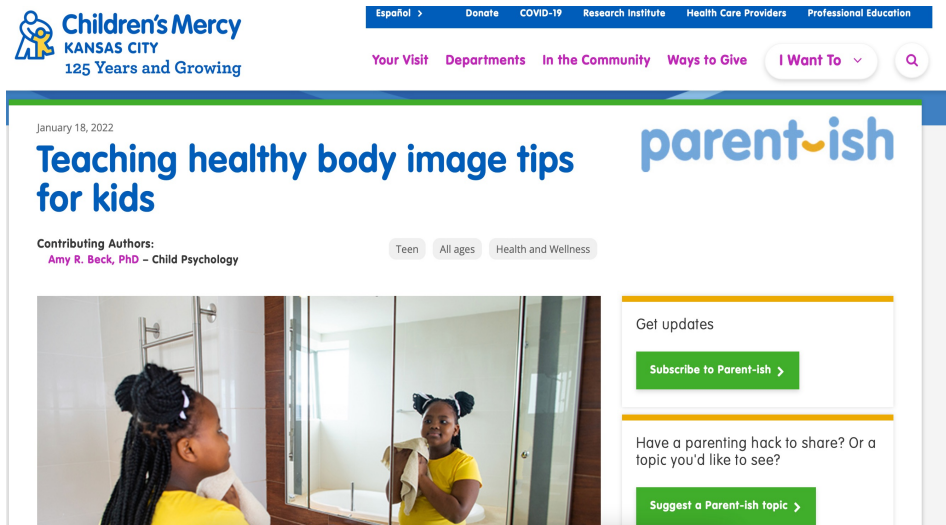 Children's Mercy
KANSAS CITY
125 Years and Growing
Español >
Donate
COVID-19
Research Institute
Health Care Providers
Professional Education
Your Visit
Departments
In the Community
Ways to Give
I Want To
January 18, 2022
parent-ish
Teaching healthy body image tips
for kids
Contributing Authors:
Amy R. Beck, PhD – Child Psychology
Teen
All ages
Health and Wellness
Get updates
Subscribe to Parent-ish >
Have a parenting hack to share? Or a
topic you'd like to see?
Suggest a Parent-ish topic >